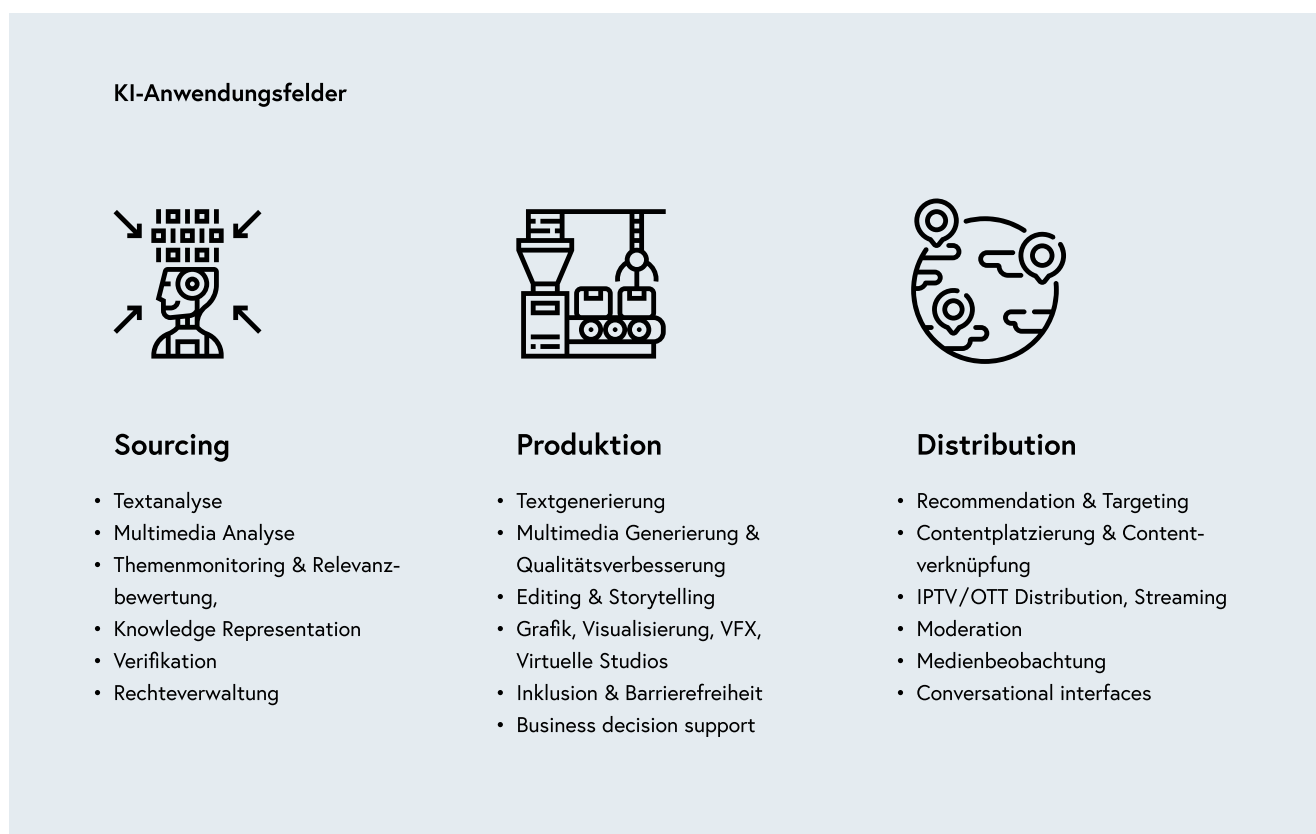 KI-Anwendungsfelder
Sourcing
• Textanalyse
• Multimedia Analyse
• Themenmonitoring & Relevanz-
bewertung,
• Knowledge Representation
• Verifikation
• Rechteverwaltung
Produktion
• Textgenerierung
• Multimedia Generierung &
Qualitätsverbesserung
• Editing & Storytelling
• Grafik, Visualisierung, VFX,
Virtuelle Studios
• Inklusion & Barrierefreiheit
• Business decision support
Distribution
• Recommendation & Targeting
• Contentplatzierung & Content-
verknüpfung
• IPTV/OTT Distribution, Streaming
• Moderation
• Medienbeobachtung
• Conversational interfaces